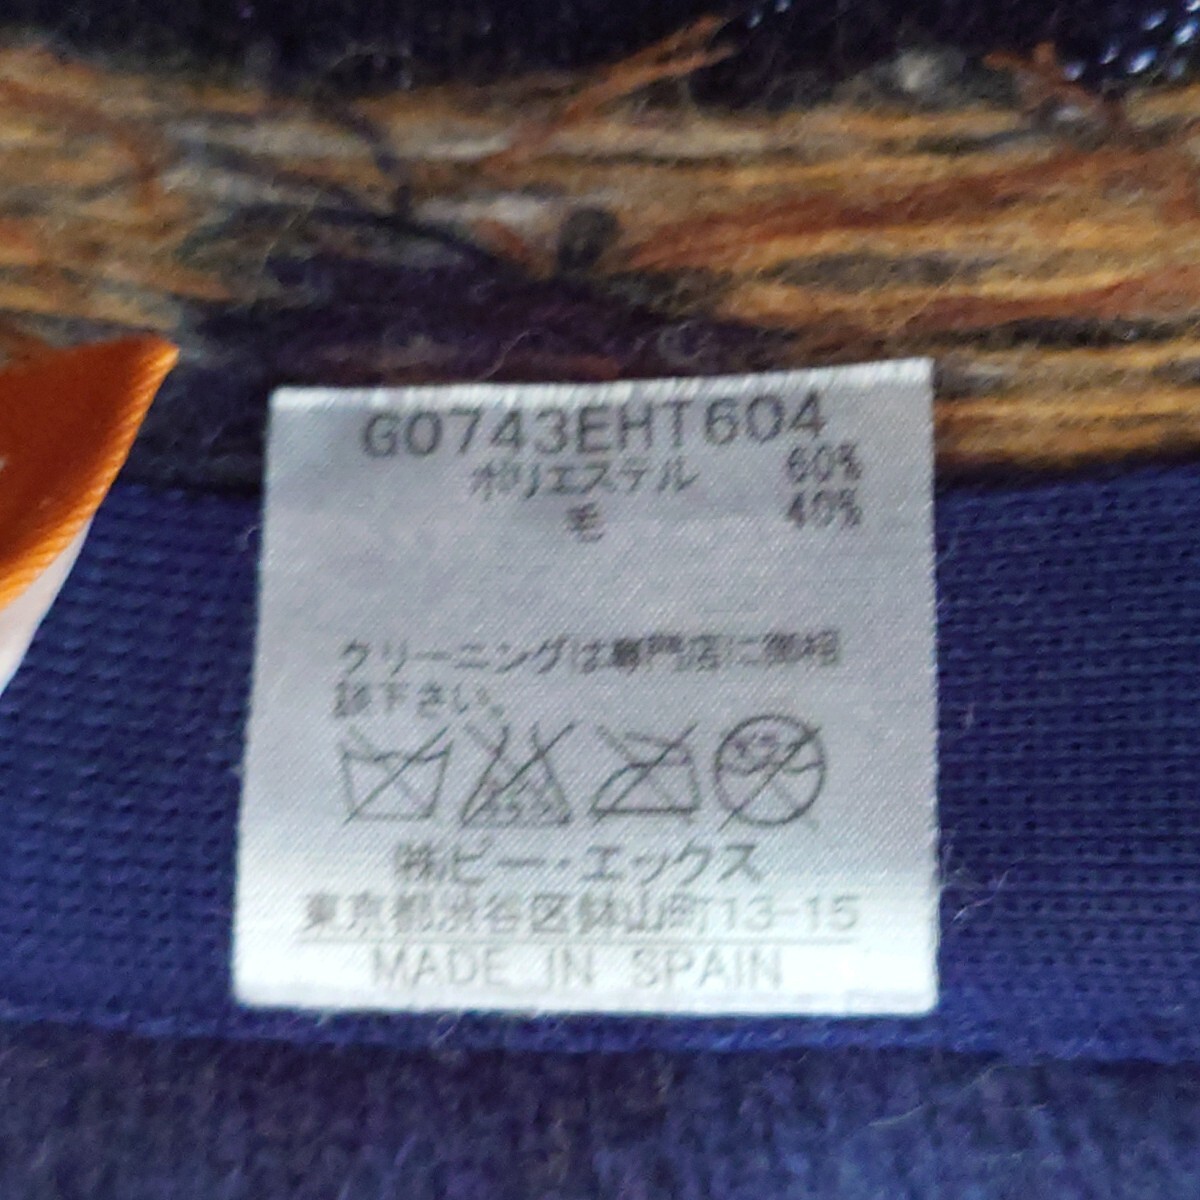 G0743EHT604
ポリエステル 60%
毛 40%
クリーニングは専門店に御相
談下さい。
㈱ビー・エックス
東京都渋谷区鉢山町13-15
MADE IN SPAIN